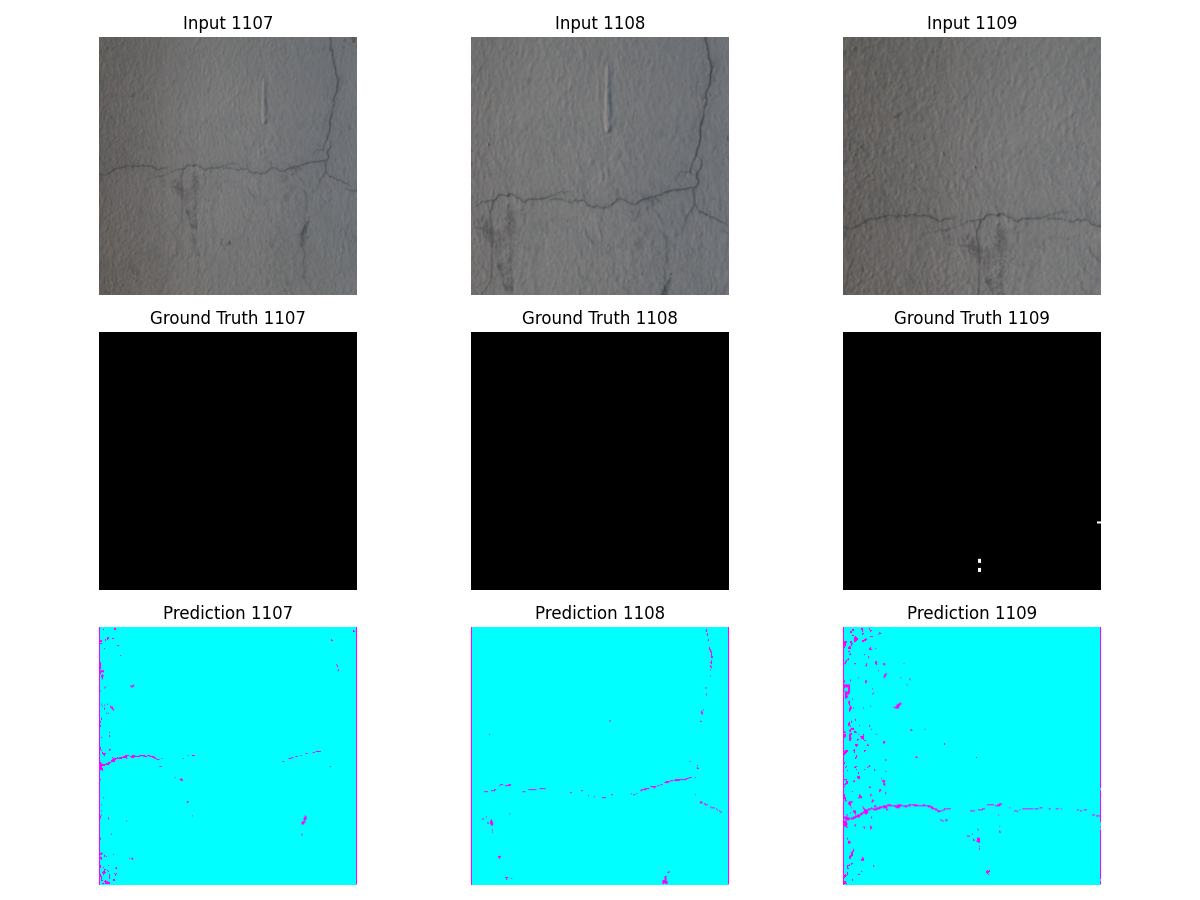 Input 1107
Input 1108
Input 1109
Ground Truth 1107
Ground Truth 1108
Ground Truth 1109
Prediction 1107
Prediction 1108
Prediction 1109